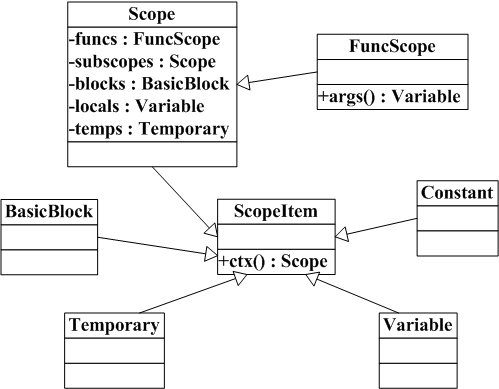 Scope
-funcs : FuncScope
-subscopes : Scope
-blocks : BasicBlock
-locals : Variable
-temps : Temporary
FuncScope
+args() : Variable
BasicBlock
ScopeItem
+ctx() : Scope
Constant
Temporary
Variable